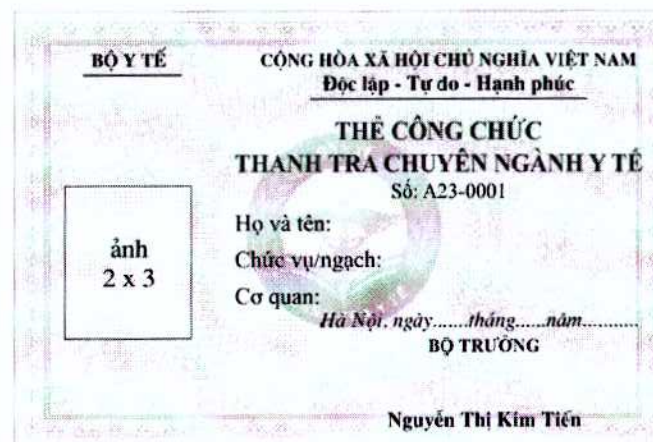 BỘ Y TẾ
CỘNG HÒA XÃ HỘI CHỦ NGHĨA VIỆT NAM
Độc lập - Tự do - Hạnh phúc
THẺ CÔNG CHỨC
THANH TRA CHUYÊN NGÀNH Y TẾ
Số: A23-0001
ảnh
2 x 3
Họ và tên:
Chức vụ/ngạch:
Cơ quan:
Hà Nội, ngày.......tháng......năm...........
BỘ TRƯỞNG
Nguyễn Thị Kim Tiến